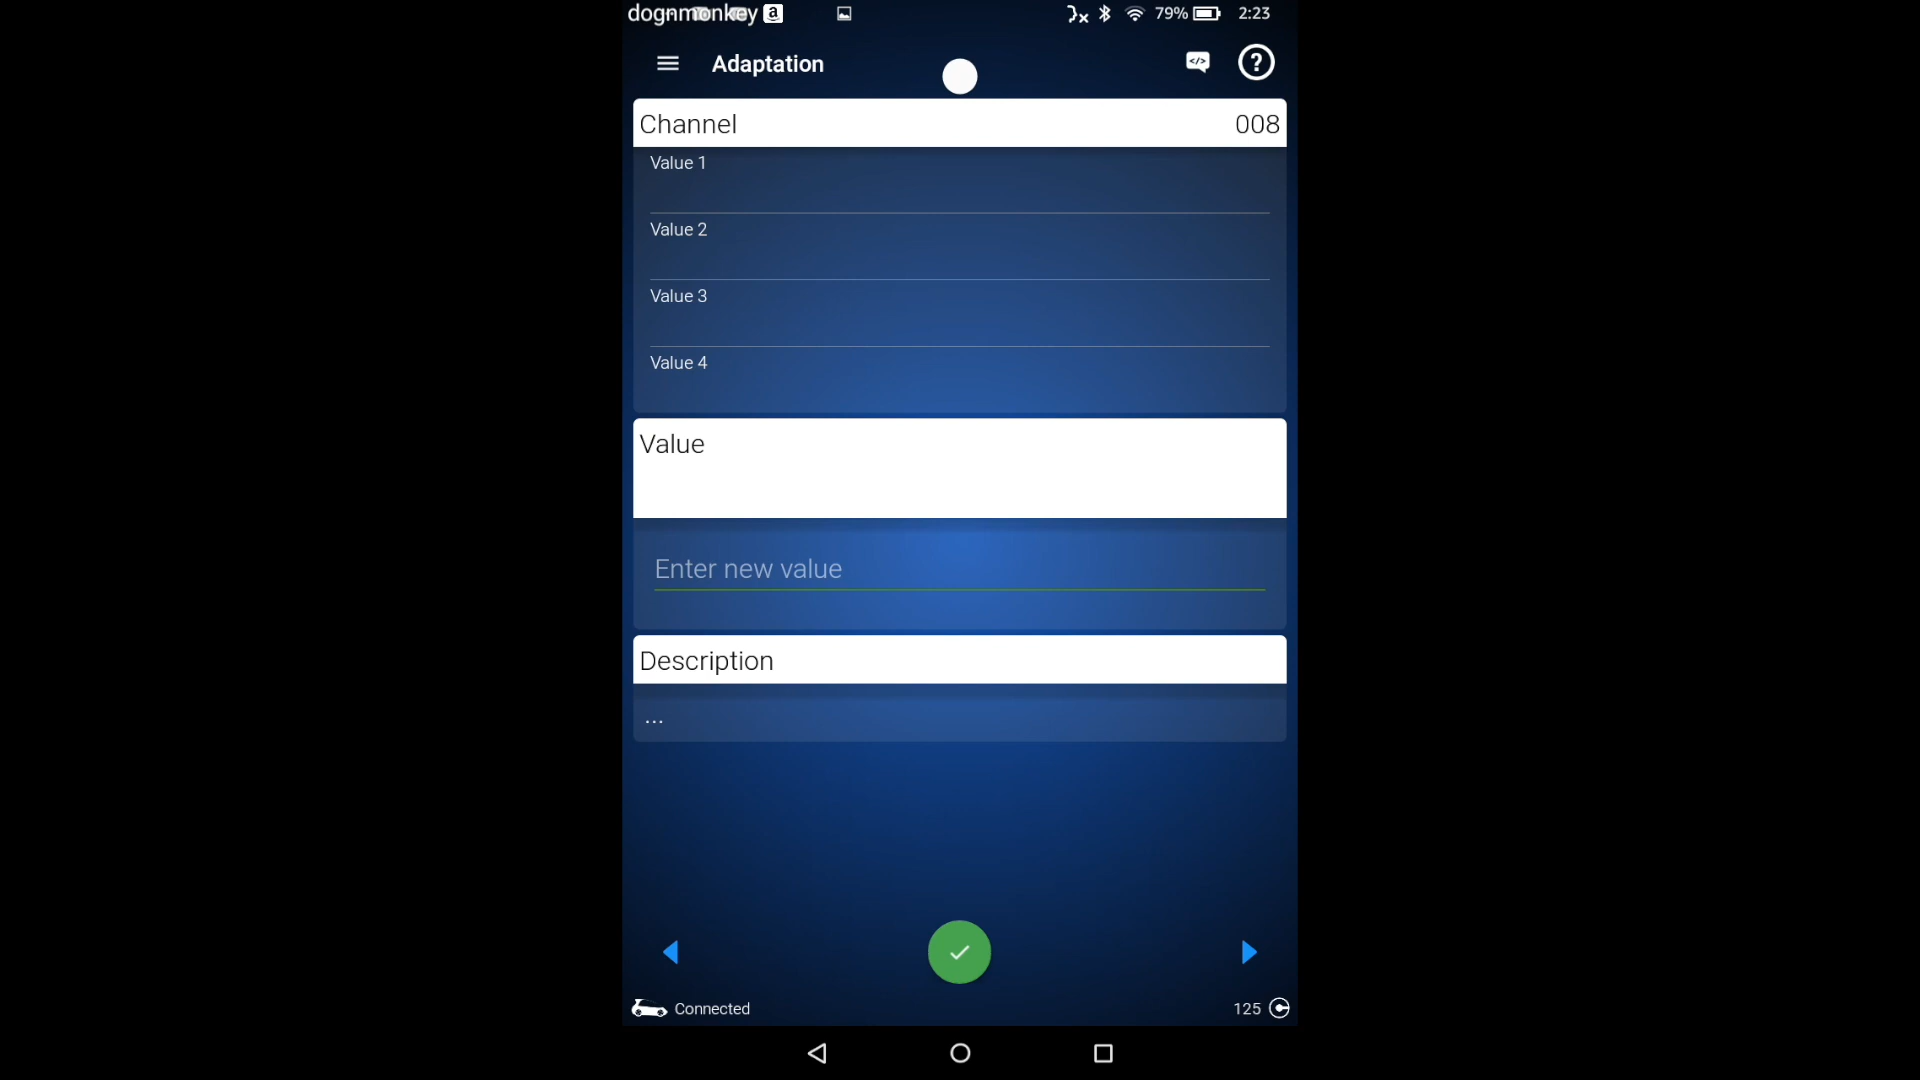 dognmonkey a 79% 2:23
Adaptation </> ?
Channel 008
Value 1
Value 2
Value 3
Value 4
Value
Enter new value
Description
...
Connected 125